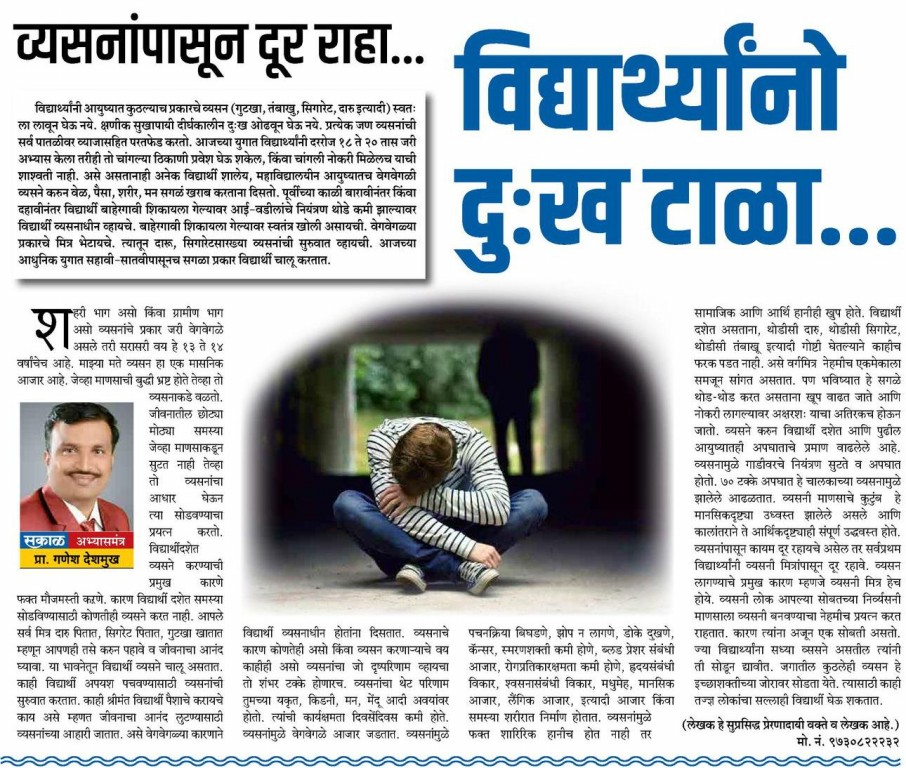 व्यसनांपासून दूर राहा...
विद्यार्थ्यांनो
दुःख टाळा...
विद्यार्थ्यांनी आयुष्यात कुठल्याच प्रकारचे व्यसन (गुटखा, तंबाखु, सिगारेट, दारु इत्यादी) स्वतः
ला लावून घेऊ नये. क्षणीक सुखापायी दीर्घकालीन दुःख ओढवून घेऊ नये. प्रत्येक जण व्यसनांची
सर्व पातळीवर व्याजासहित परतफेड करतो. आजच्या युगात विद्यार्थ्यांनी दररोज १८ ते २० तास जरी
अभ्यास केला तरीही तो चांगल्या ठिकाणी प्रवेश घेऊ शकेल, किंवा चांगली नोकरी मिळेलच याची
शाश्वती नाही. असे असतानाही अनेक विद्यार्थी शालेय, महाविद्यालयीन आयुष्यातच वेगवेगळी
व्यसने करुन वेळ, पैसा, शरीर, मन सगळं खराब करताना दिसतो. पूर्वीच्या काळी बारावीनंतर किंवा
दहावीनंतर विद्यार्थी बाहेरगावी शिकायला गेल्यावर आई-वडीलांचे नियंत्रण थोडे कमी झाल्यावर
विद्यार्थी व्यसनाधीन व्हायचे. बाहेरगावी शिकायला गेल्यावर स्वतंत्र खोली असायची. वेगवेगळ्या
प्रकारचे मित्र भेटायचे. त्यातून दारू, सिगारेटसारख्या व्यसनांची सुरुवात व्हायची. आजच्या
आधुनिक युगात सहावी-सातवीपासूनच सगळा प्रकार विद्यार्थी चालू करतात.
शहरी भाग असो किंवा ग्रामीण भाग
असो व्यसनांचे प्रकार जरी वेगवेगळे
असले तरी सरासरी वय हे १३ ते १४
वर्षांचेच आहे. माझ्या मते व्यसन हा एक मासनिक
आजार आहे. जेव्हा माणसाची बुद्धी भ्रष्ट होते तेव्हा तो
व्यसनाकडे वळतो.
जीवनातील छोट्या
मोठ्या समस्या
जेव्हा माणसाकडून
सुटत नाही तेव्हा
तो व्यसनांचा
आधार घेऊन
त्या सोडवण्याचा
प्रयत्न करतो.
विद्यार्थीदशेत
व्यसने करण्याची
प्रमुख कारणे
सकाळ अभ्यासमंत्र
प्रा. गणेश देशमुख
फक्त मौजमस्ती करणे. कारण विद्यार्थी दशेत समस्या
सोडविण्यासाठी कोणतीही व्यसने करत नाही. आपले
सर्व मित्र दारु पितात, सिगरेट पितात, गुटखा खातात
म्हणून आपणही तसे करुन पहावे व जीवनाचा आनंद
घ्यावा. या भावनेतून विद्यार्थी व्यसने चालू असतात.
काही विद्यार्थी अपयश पचवण्यासाठी व्यसनांची
सुरुवात करतात. काही श्रीमंत विद्यार्थी पैशाचे करायचे
काय असे म्हणत जीवनाचा आनंद लुटण्यासाठी
व्यसनांच्या आहारी जातात. असे वेगवेगळ्या कारणाने
विद्यार्थी व्यसनाधीन होतांना दिसतात. व्यसनाचे
कारण कोणतेही असो किंवा व्यसन करणाऱ्याचे वय
काहीही असो व्यसनांचा जो दृष्परिणाम व्हायचा
तो शंभर टक्के होणारच. व्यसनांचा थेट परिणाम
तुमच्या यकृत, किडनी, मन, मेंदू आदी अवयांवर
होतो. त्यांची कार्यक्षमता दिवसेंदिवस कमी होते.
व्यसनांमुळे वेगवेगळे आजार जडतात. व्यसनांमुळे
पचनक्रिया बिघडणे, झोप न लागणे, डोके दुखणे,
कॅन्सर, स्मरणशक्ती कमी होणे, ब्लड प्रेशर संबंधी
आजार, रोगप्रतिकारक्षमता कमी होणे, हृदयसंबंधी
विकार, श्वसनासंबंधी विकार, मधुमेह, मानसिक
आजार, लैंगिक आजार, इत्यादी आजार किंवा
समस्या शरीरात निर्माण होतात. व्यसनांमुळे
फक्त शारिरिक हानीच होत नाही तर
सामाजिक आणि आर्थि हानीही खुप होते. विद्यार्थी
दशेत असताना, थोडीसी दारु, थोडीसी सिगारेट,
थोडीसी तंबाखू इत्यादी गोष्टी घेतल्याने काहीच
फरक पडत नाही. असे वर्गमित्र नेहमीच एकमेकाला
समजून सांगत असतात. पण भविष्यात हे सगळे
थोड-थोड करत असताना खूप वाढत जाते आणि
नोकरी लागल्यावर अक्षरशः याचा अतिरकच होऊन
जातो. व्यसने करुन विद्यार्थी दशेत आणि पुढील
आयुष्यातही अपघाताचे प्रमाण वाढलेले आहे.
व्यसनामुळे गाडीवरचे नियंत्रण सुटते व अपघात
होतो. ७० टक्के अपघात हे चालकाच्या व्यसनामुळे
झालेले आढळतात. व्यसनी माणसाचे कुटुंब हे
मानसिकदृष्ट्या उध्वस्त झालेले असले आणि
कालांतराने ते आर्थिकदृष्ट्याही संपूर्ण उद्धवस्त होते.
व्यसनांपासून कायम दूर रहायचे असेल तर सर्वप्रथम
विद्यार्थ्यांनी व्यसनी मित्रांपासून दूर रहावे. व्यसन
लागण्याचे प्रमुख कारण म्हणजे व्यसनी मित्र हेच
होये. व्यसनी लोक आपल्या सोबतच्या निर्व्यसनी
माणसाला व्यसनी बनवण्याचा नेहमीच प्रयत्न करत
राहतात. कारण त्यांना अजून एक सोबती असतो.
ज्या विद्यार्थ्यांना सध्या व्यसने असतील त्यांनी
ती सोडून द्यावीत. जगातील कुठलेही व्यसन हे
इच्छाशक्तीच्या जोरावर सोडता येते. त्यासाठी काही
तज्ज्ञ लोकांचा सल्लाही विद्यार्थी घेऊ शकतात.
(लेखक हे सुप्रसिद्ध प्रेरणादायी वक्ते व लेखक आहे.)
मो. नं. ९७३०८२२२३२